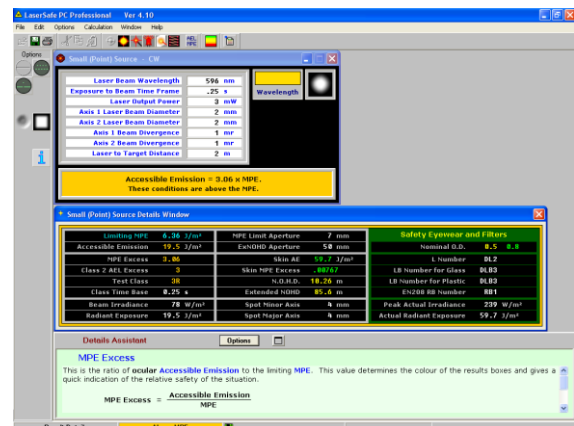 LaserSafe PC Professional Ver 4.10
File Edit Options Calculation Window Help
Options
Small (Point) Source - CW
Laser Beam Wavelength 596 nm
Exposure to Beam Time Frame .25 s
Laser Output Power 3 mW
Axis 1 Laser Beam Diameter 2 mm
Axis 2 Laser Beam Diameter 2 mm
Axis 1 Beam Divergence 1 mr
Axis 2 Beam Divergence 1 mr
Laser to Target Distance 2 m
Wavelength
Accessible Emission = 3.06 x MPE.
These conditions are above the MPE.
Small (Point) Source Details Window
Limiting MPE 6.36 J/m²
Accessible Emission 19.5 J/m²
MPE Excess 3.06
Class 2 AEL Excess 3
Test Class 3R
Class Time Base 0.25 s
Beam Irradiance 78 W/m²
Radiant Exposure 19.5 J/m²
MPE Limit Aperture 7 mm
ExNOHD Aperture 50 mm
Skin AE 59.7 J/m²
Skin MPE Excess .00767
N.O.H.D. 10.26 m
Extended NOHD 85.6 m
Spot Minor Axis 4 mm
Spot Major Axis 4 mm
Safety Eyewear and Filters
Nominal O.D. 0.5 0.8
L Number DL2
LB Number for Glass DLB3
LB Number for Plastic DLB3
EN208 RB Number RB1
Peak Actual Irradiance 239 W/m²
Actual Radiant Exposure 59.7 J/m²
Details Assistant Options
MPE Excess
This is the ratio of ocular Accessible Emission to the limiting MPE. This value determines the colour of the results boxes and gives a
quick indication of the relative safety of the situation.
MPE Excess = Accessible Emission
MPE